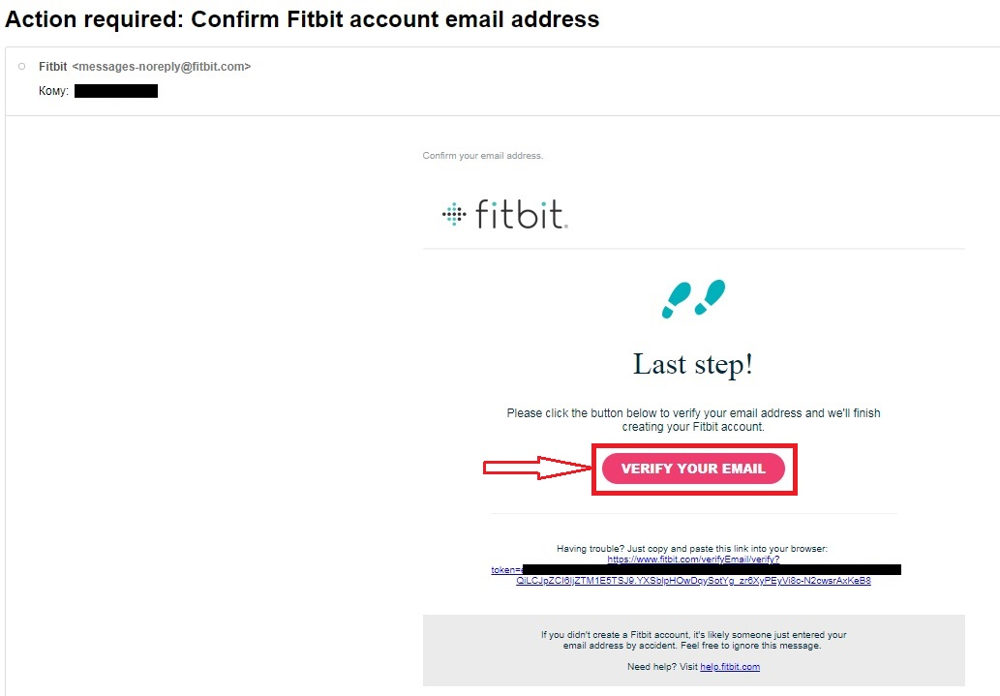 Action required: Confirm Fitbit account email address
Fitbit <messages-noreply@fitbit.com>
Кому:
Confirm your email address.
fitbit.
Last step!
Please click the button below to verify your email address and we'll finish
creating your Fitbit account.
VERIFY YOUR EMAIL
Having trouble? Just copy and paste this link into your browser:
https://www.fitbit.com/verifyEmail/verify?
token=
QiLCJpZCI6IjZTM1E5TSJ9.YXSblpHOwDqySotYg_zr6XyPEyVi8c-N2cwsrAxKeB8
If you didn't create a Fitbit account, it's likely someone just entered your
email address by accident. Feel free to ignore this message.
Need help? Visit help.fitbit.com